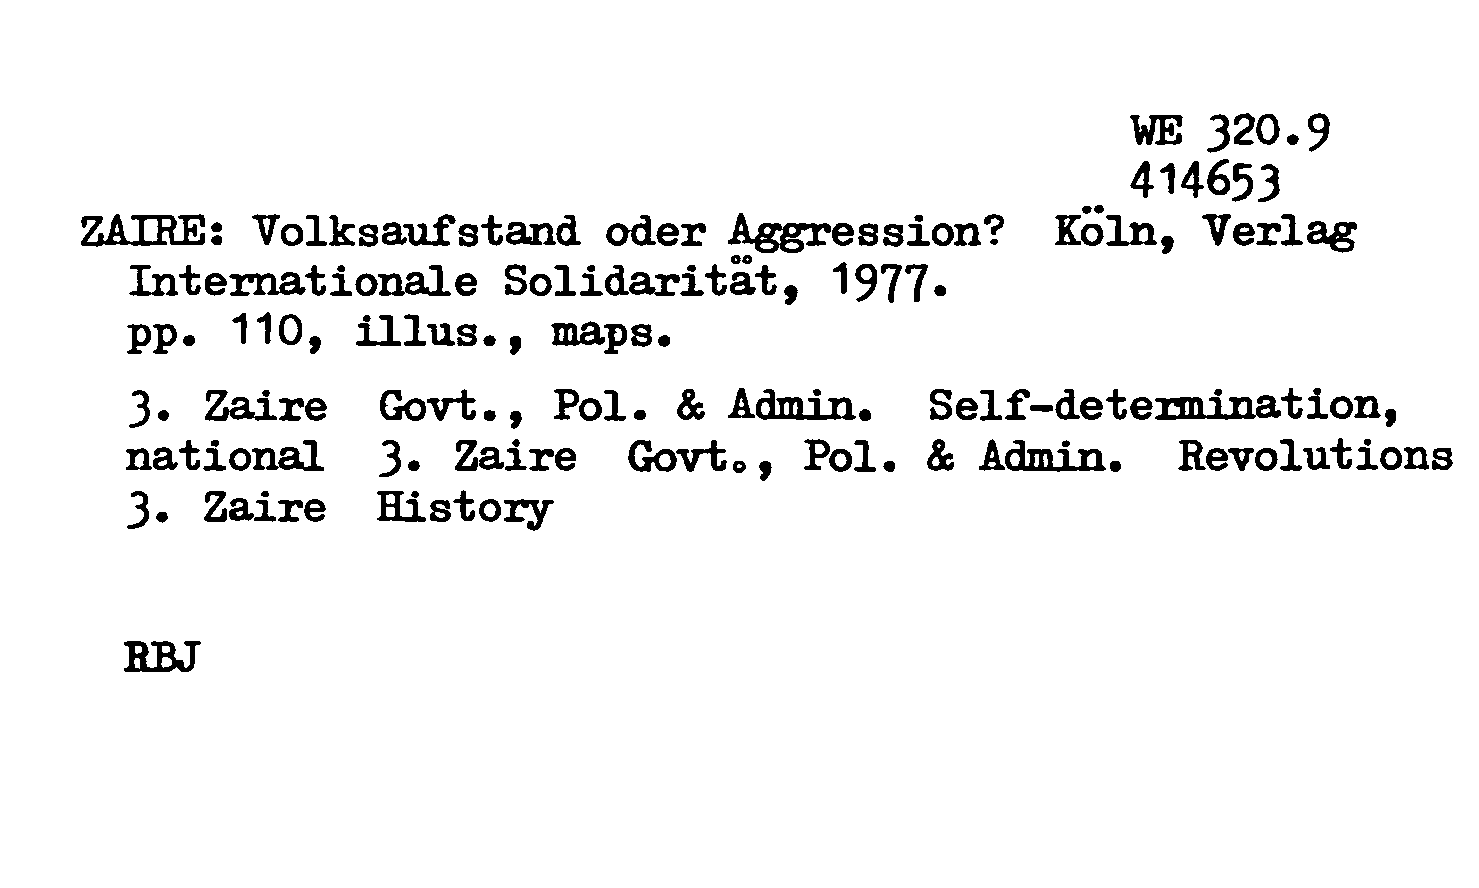 WE 320.9
414653
ZAIRE: Volksaufstand oder Aggression? Köln, Verlag
Internationale Solidarität, 1977.
pp. 110, illus., maps.
3. Zaire Govt., Pol. & Admin. Self-determination,
national 3. Zaire Govt., Pol. & Admin. Revolutions
3. Zaire History
RBJ